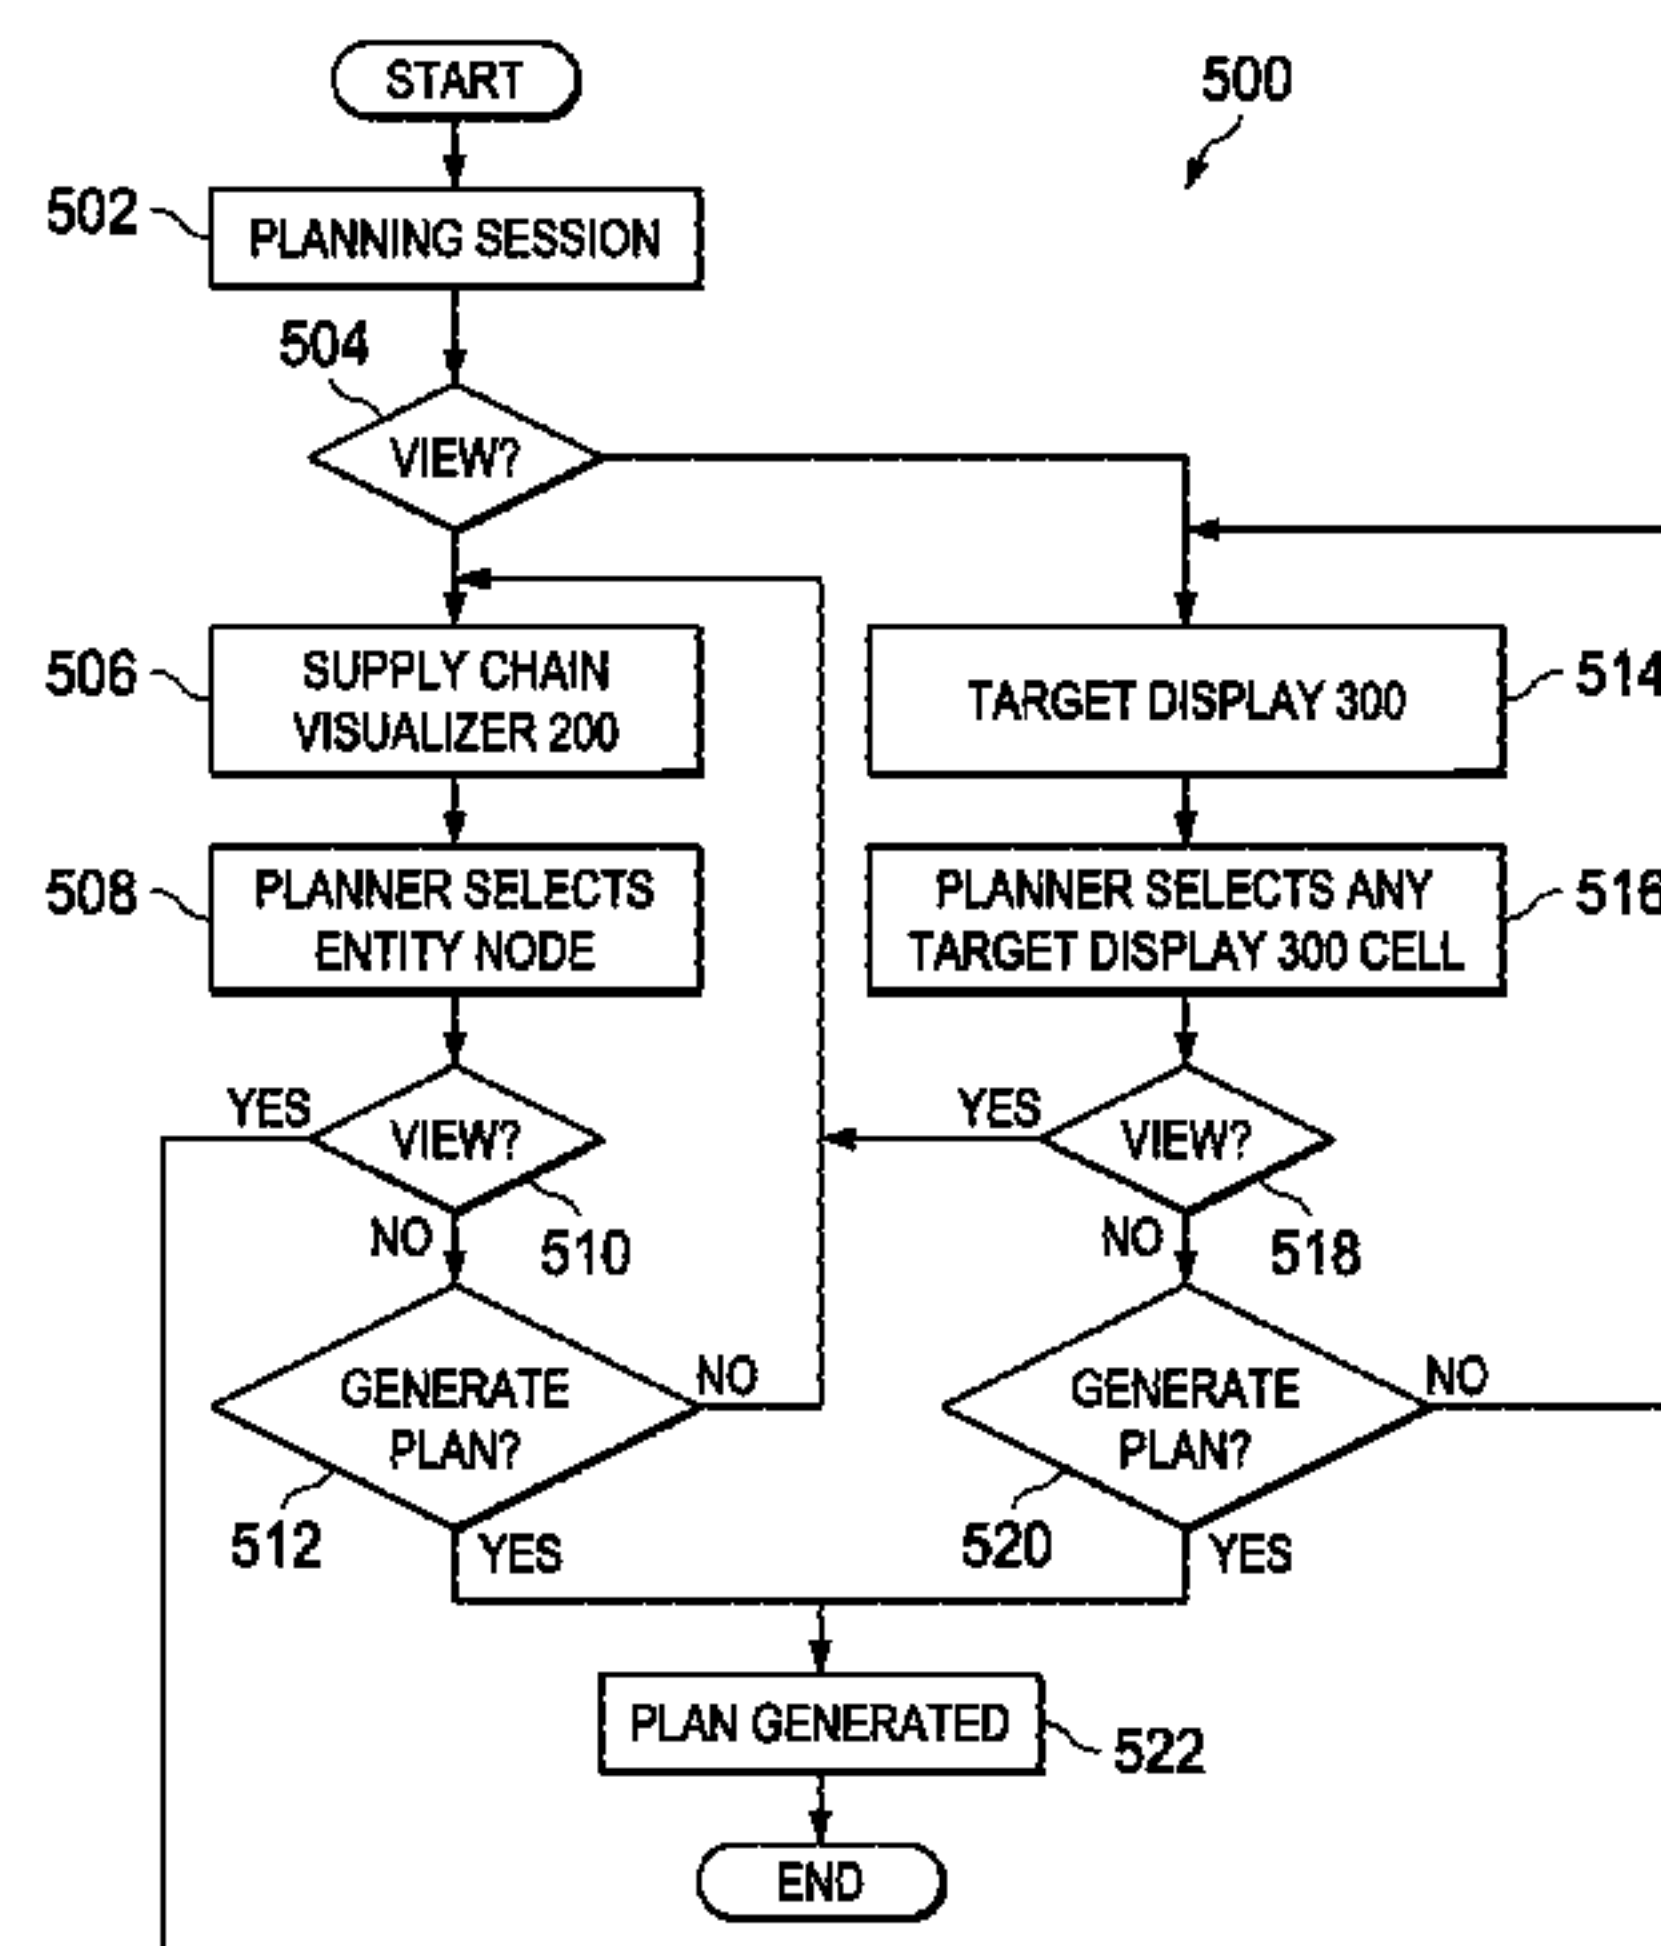 START
500
502
PLANNING SESSION
504
VIEW?
506
SUPPLY CHAIN
VISUALIZER 200
TARGET DISPLAY 300
514
508
PLANNER SELECTS
ENTITY NODE
PLANNER SELECTS ANY
TARGET DISPLAY 300 CELL
516
YES
VIEW?
NO
510
YES
VIEW?
NO
518
GENERATE
PLAN?
NO
512
YES
GENERATE
PLAN?
NO
520
YES
PLAN GENERATED
522
END